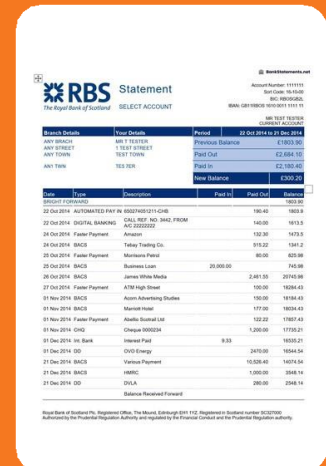 BankStatements.net
RBS
The Royal Bank of Scotland
Statement
SELECT ACCOUNT
Account Number: 1111111
Sort Code: 16-10-00
BIC: RBOSGB2L
IBAN: GB11RBOS 1610 0011 1111 11
MR TEST TESTER
CURRENT ACCOUNT
Branch Details Your Details Period 22 Oct 2014 to 21 Dec 2014
ANY BRACH MR T TESTER Previous Balance £1803.90
ANY STREET 1 TEST STREET
ANY TOWN TEST TOWN Paid Out £2,684.10
ANY TWN TES TER Paid In £2,180.40
New Balance £300.20
Date Type Description Paid In Paid Out Balance
BRIGHT FORWARD 1803.90
22 Oct 2014 AUTOMATED PAY IN 650274051211-CHB 190.40 1803.9
22 Oct 2014 DIGITAL BANKING CALL REF. NO. 3442, FROM A/C 22222222 140.00 1613.5
24 Oct 2014 Faster Payment Amazon 132.30 1473.5
24 Oct 2014 BACS Tebay Trading Co. 515.22 1341.2
25 Oct 2014 Faster Payment Morrisons Petrol 80.00 825.98
25 Oct 2014 BACS Business Loan 20,000.00 745.98
26 Oct 2014 BACS James White Media 2,461.55 20745.98
27 Oct 2014 Faster Payment ATM High Street 100.00 18284.43
01 Nov 2014 BACS Acorn Advertising Studies 150.00 18184.43
01 Nov 2014 BACS Marriott Hotel 177.00 18034.43
01 Nov 2014 Faster Payment Abellio Scotrail Ltd 122.22 17857.43
01 Nov 2014 CHQ Cheque 0000234 1,200.00 17735.21
01 Dec 2014 Int. Bank Interest Paid 9.33 16535.21
01 Dec 2014 DD OVO Energy 2470.00 16544.54
21 Dec 2014 BACS Various Payment 10,526.40 14074.54
21 Dec 2014 BACS HMRC 1,000.00 3548.14
21 Dec 2014 DD DVLA 280.00 2548.14
Balance Received Forward
Royal Bank of Scotland Plc, Registered Office, The Mound, Edinburgh EH1 1YZ. Registered in Scotland number SC327000
Authorized by the Prudential Regulation Authority and regulated by the Financial Conduct and the Prudential Regulation authority.